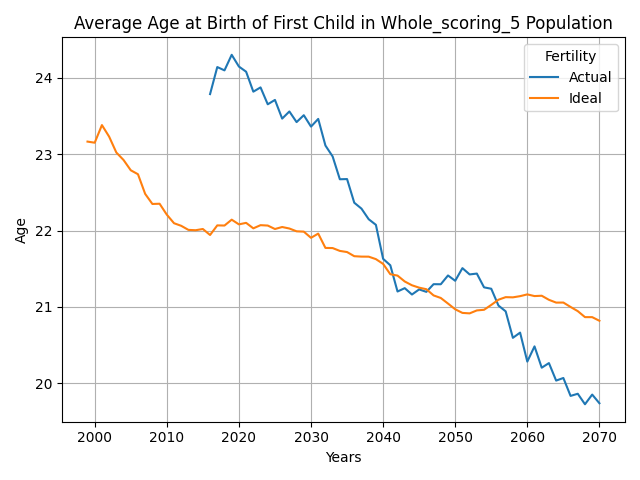 Average Age at Birth of First Child in Whole_scoring_5 Population
Fertility
Actual
Ideal
24
23
22
21
20
Age
2000 2010 2020 2030 2040 2050 2060 2070
Years